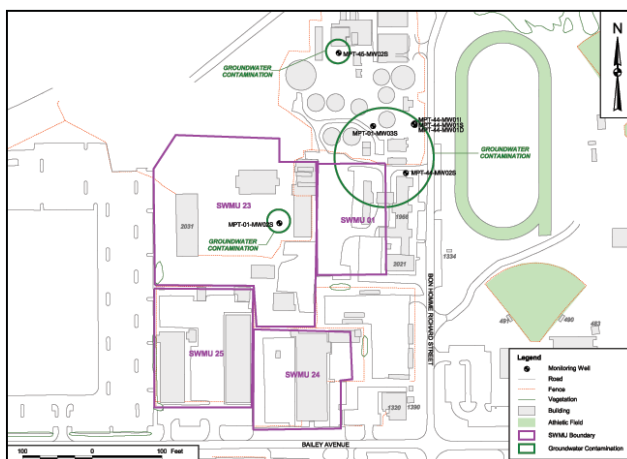 N
MPT-45-MW02S
GROUNDWATER
CONTAMINATION
MPT-44-MW01I
MPT-44-MW01S
MPT-44-MW01D
MPT-01-MW03S
GROUNDWATER
CONTAMINATION
MPT-44-MW02S
SWMU 23
SWMU 01
2031
MPT-01-MW02S
1966
GROUNDWATER
CONTAMINATION
2021
1334
BON HOMME RICHARD STREET
491
490
SWMU 25
SWMU 24
1320
1390
BAILEY AVENUE
100
0
100 Feet
Legend
Monitoring Well
Road
Fence
Vegetation
Building
Athletic Field
SWMU Boundary
Groundwater Contamination